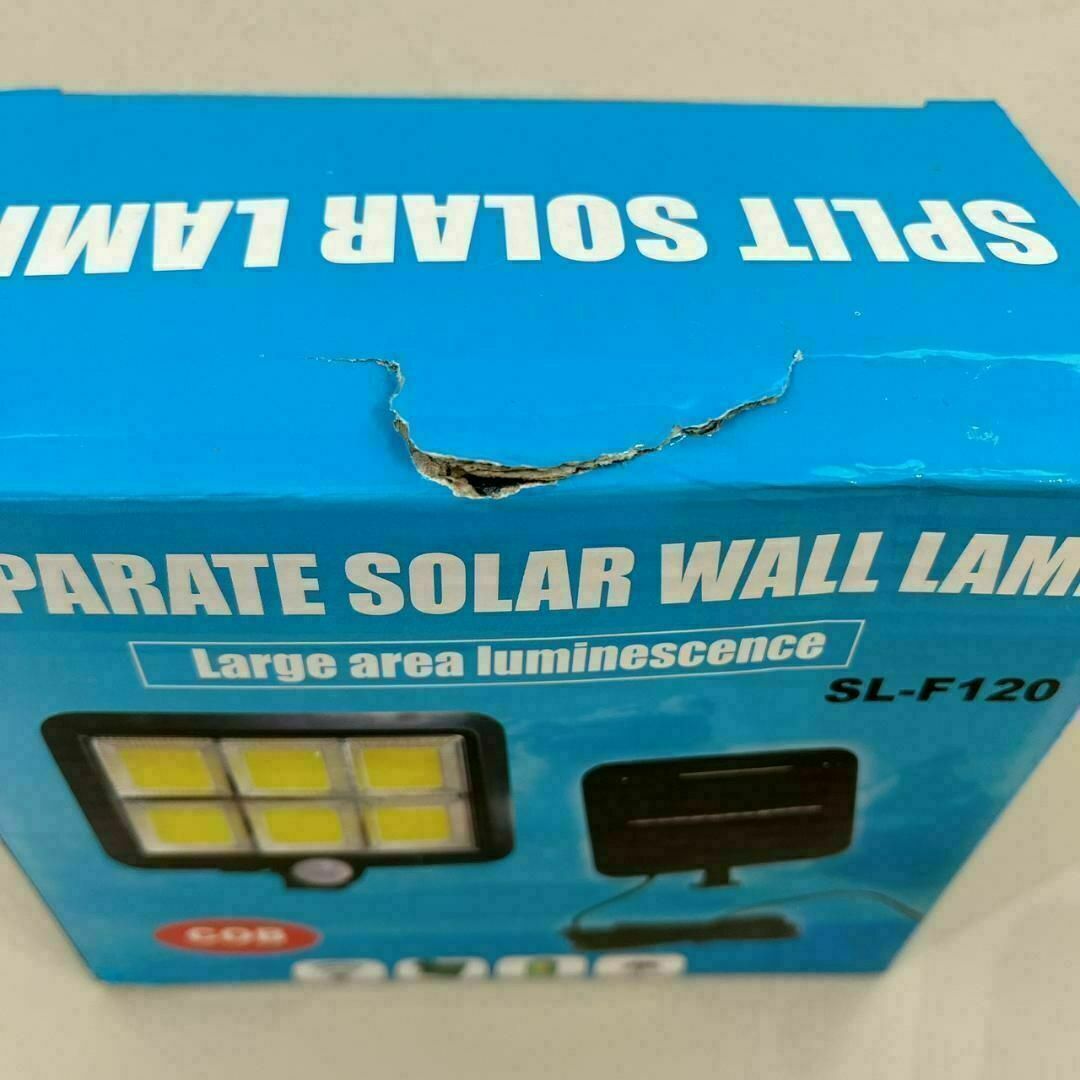 SPLIT SOLAR LAM
PARATE SOLAR WALL LAM
Large area luminescence
SL-F120
COB